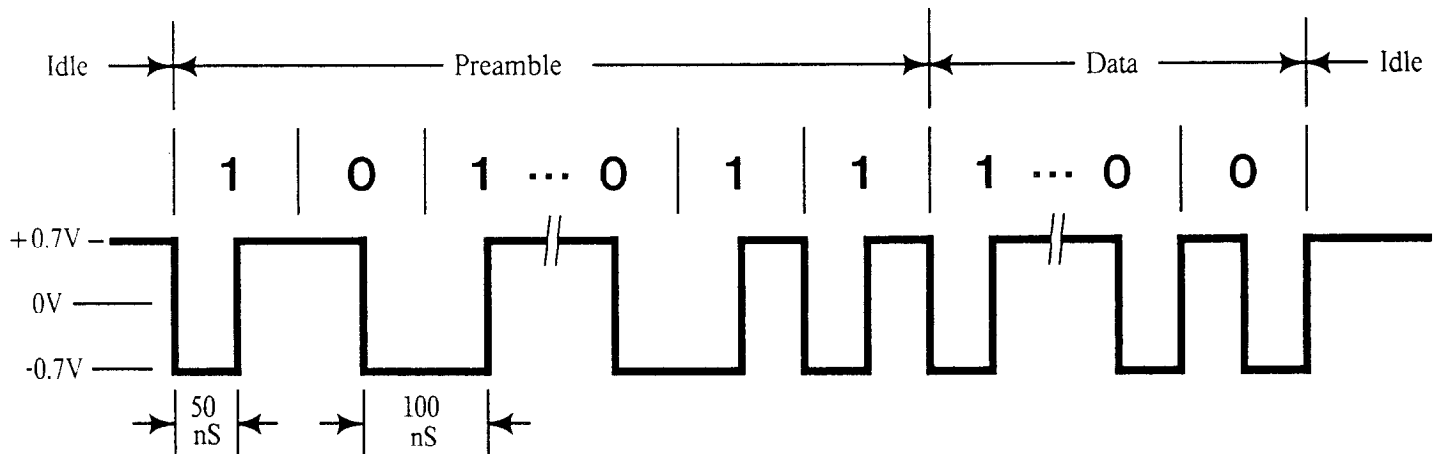 Idle Preamble Data Idle
1 0 1 ··· 0 1 1 1 ··· 0 0
+0.7V
0V
-0.7V
50 100
nS nS